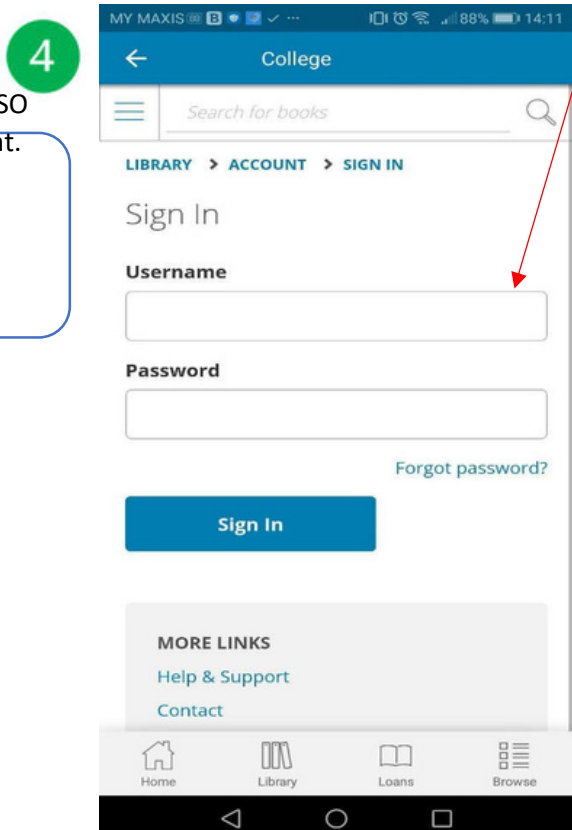 4
SO
nt.
MY MAXIS 88% 14:11
College
Search for books
LIBRARY > ACCOUNT > SIGN IN
Sign In
Username
Password
Forgot password?
Sign In
MORE LINKS
Help & Support
Contact
Home Library Loans Browse